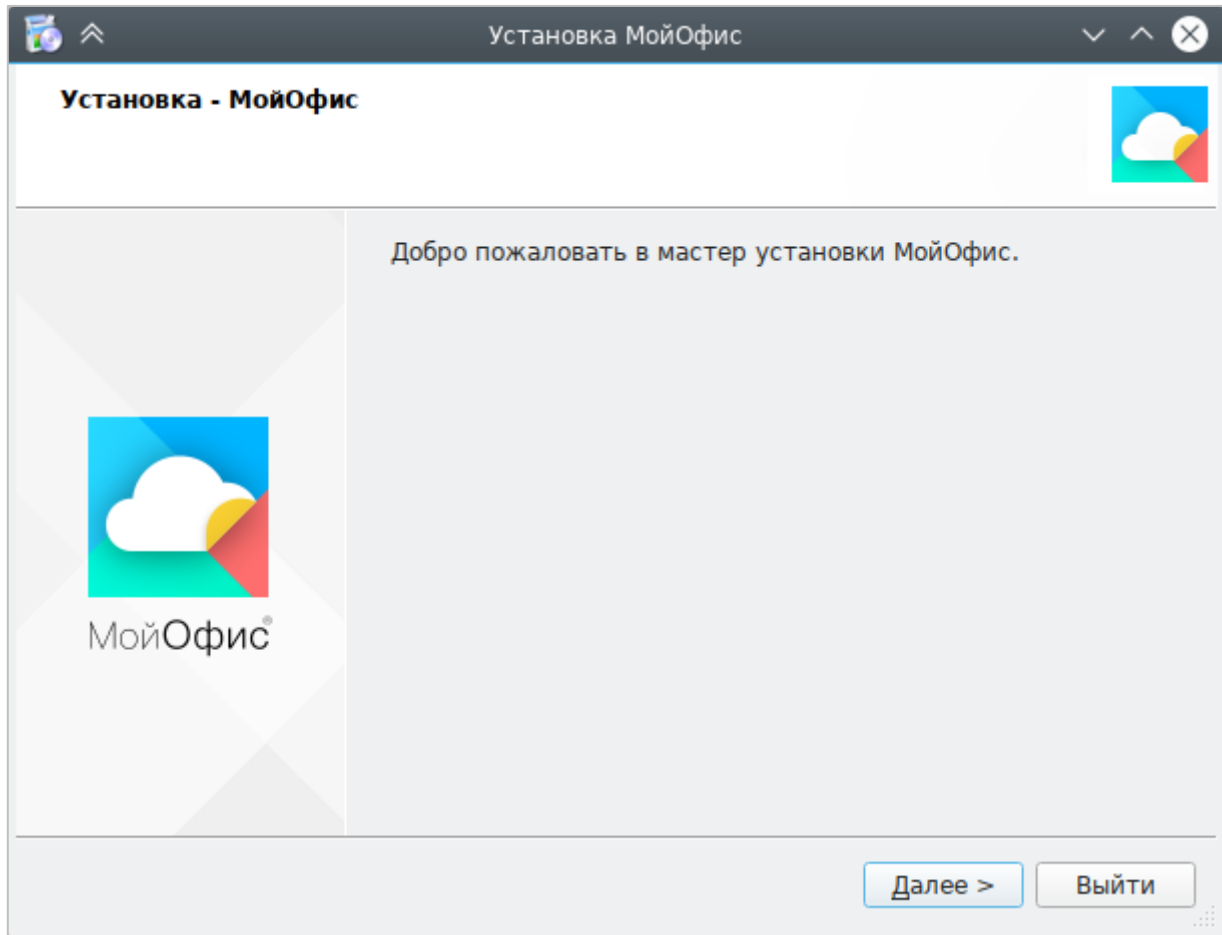 Установка МойОфис
Установка - МойОфис
Добро пожаловать в мастер установки МойОфис.
МойОфис®
Далее >
Выйти